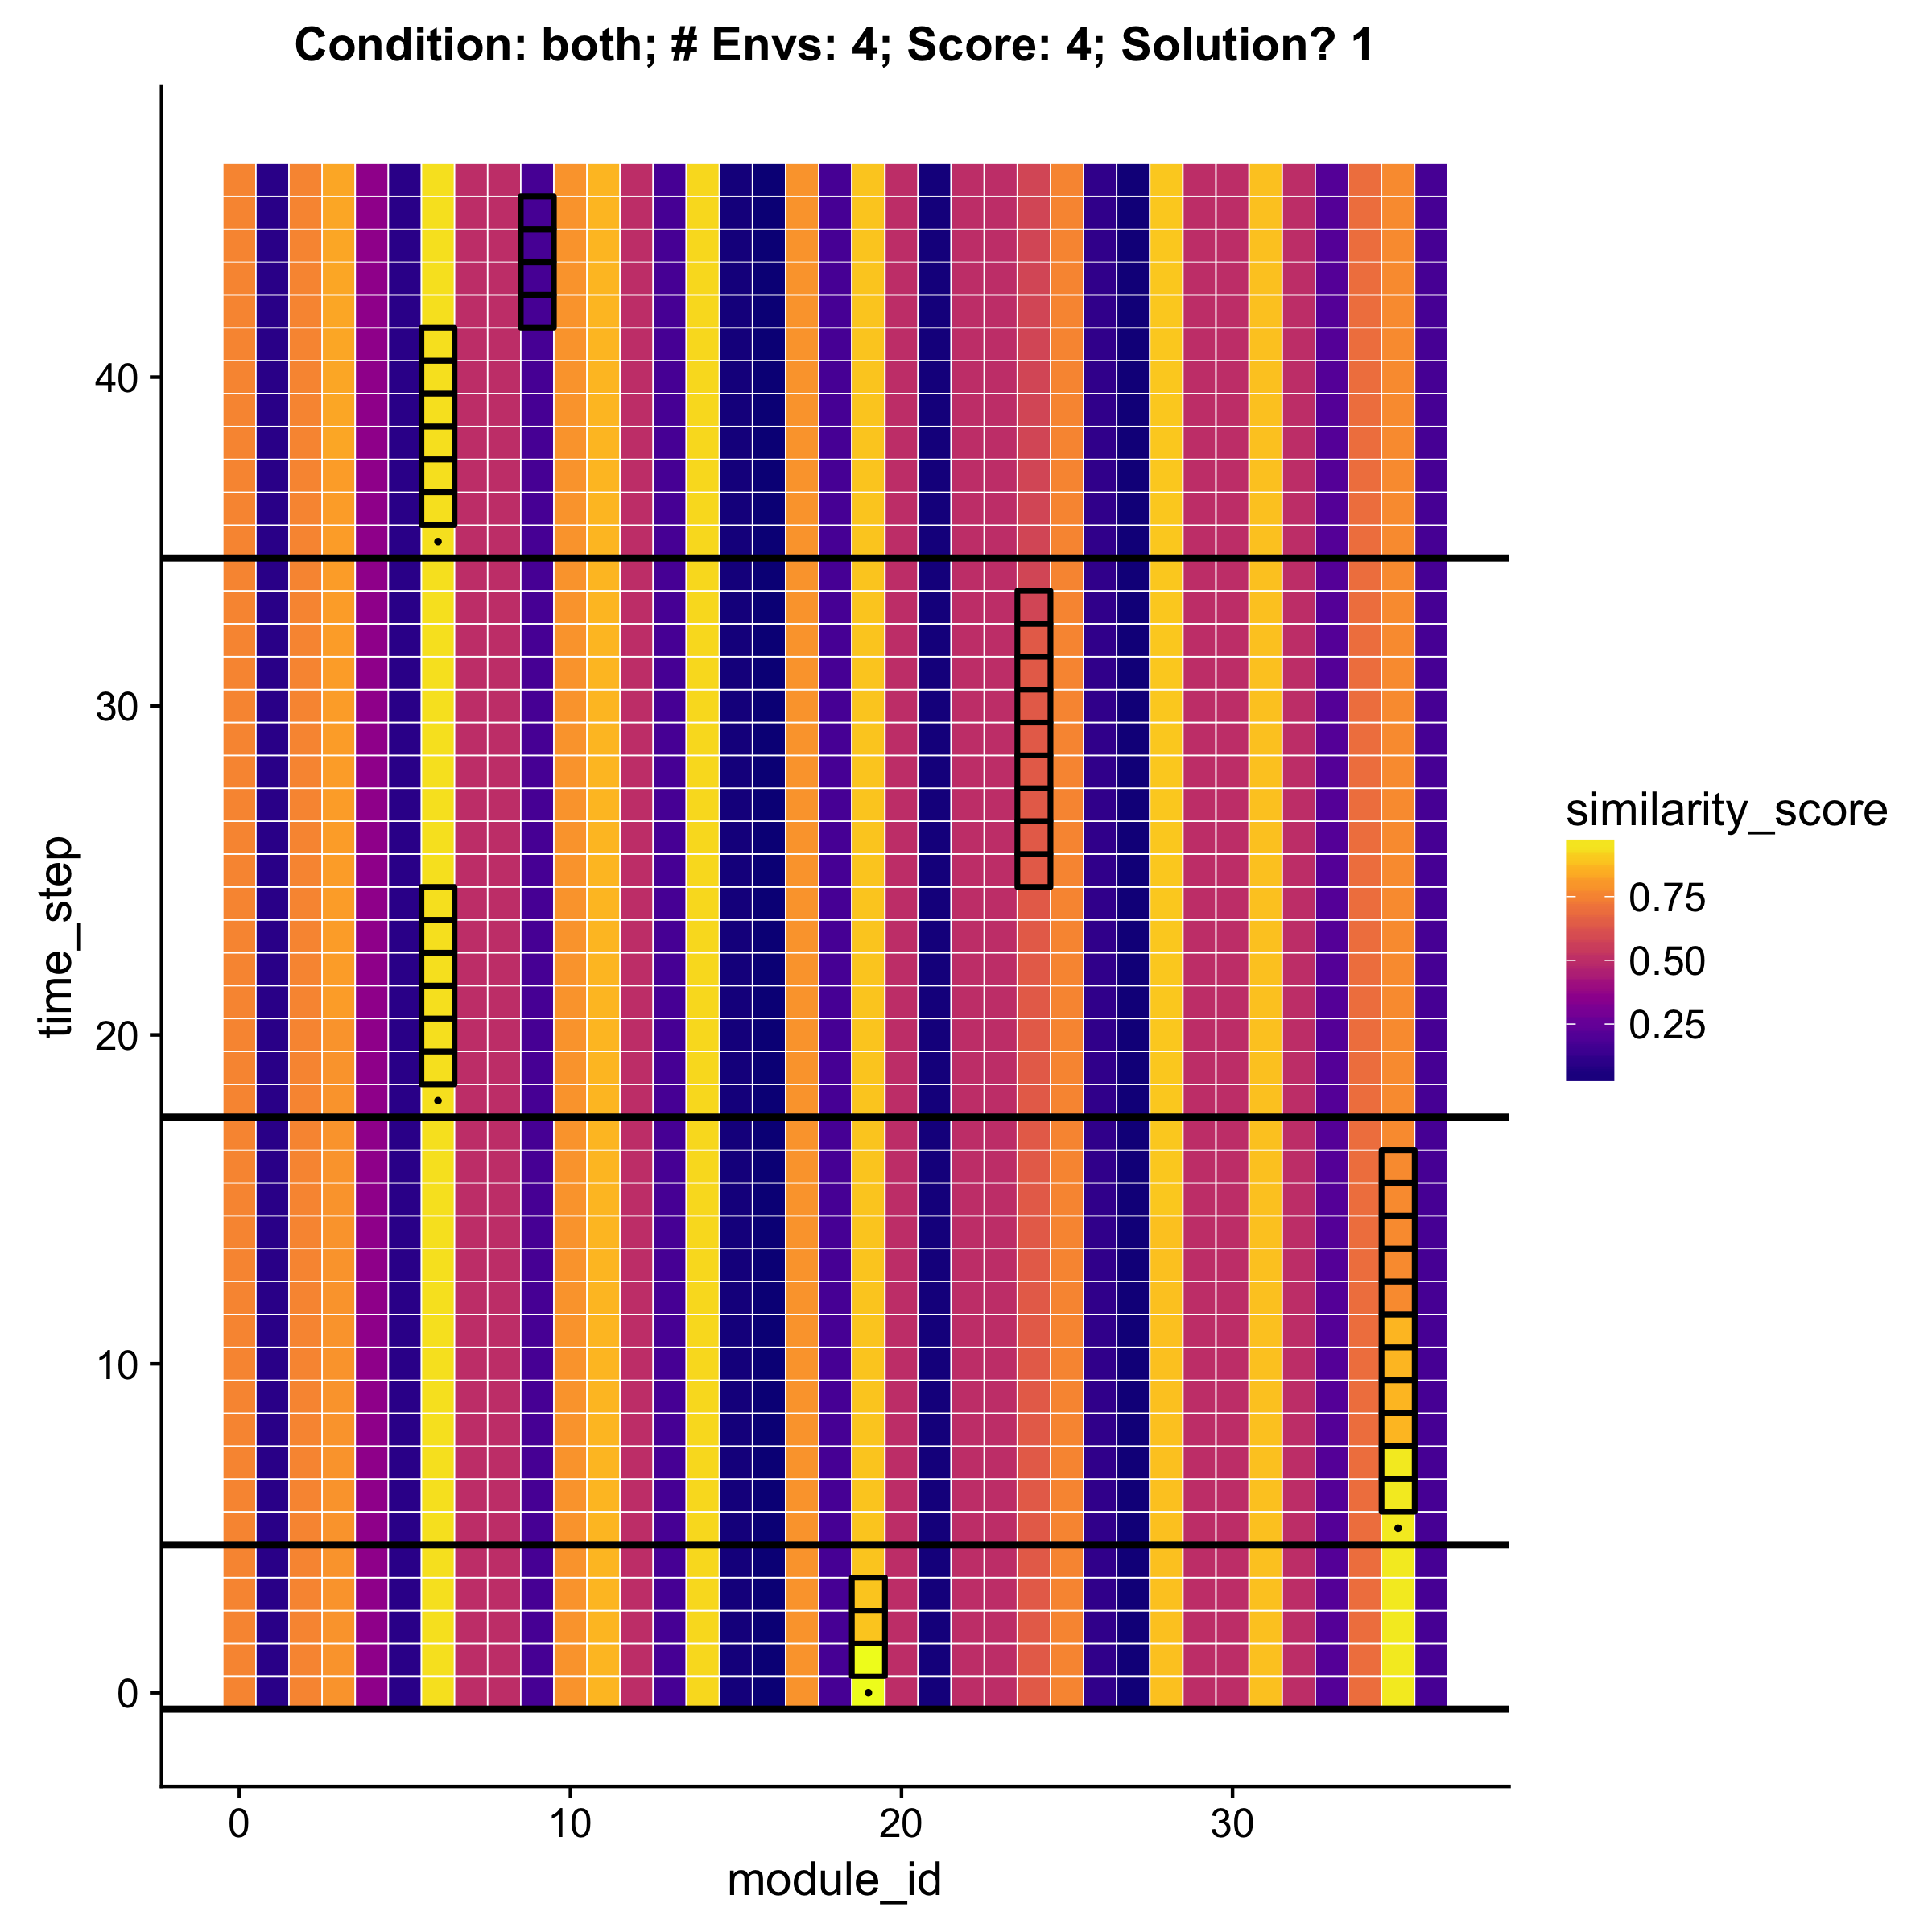 Condition: both; # Envs: 4; Score: 4; Solution? 1
40
30
20
10
0
time_step
0 10 20 30
module_id
similarity_score
0.75
0.50
0.25